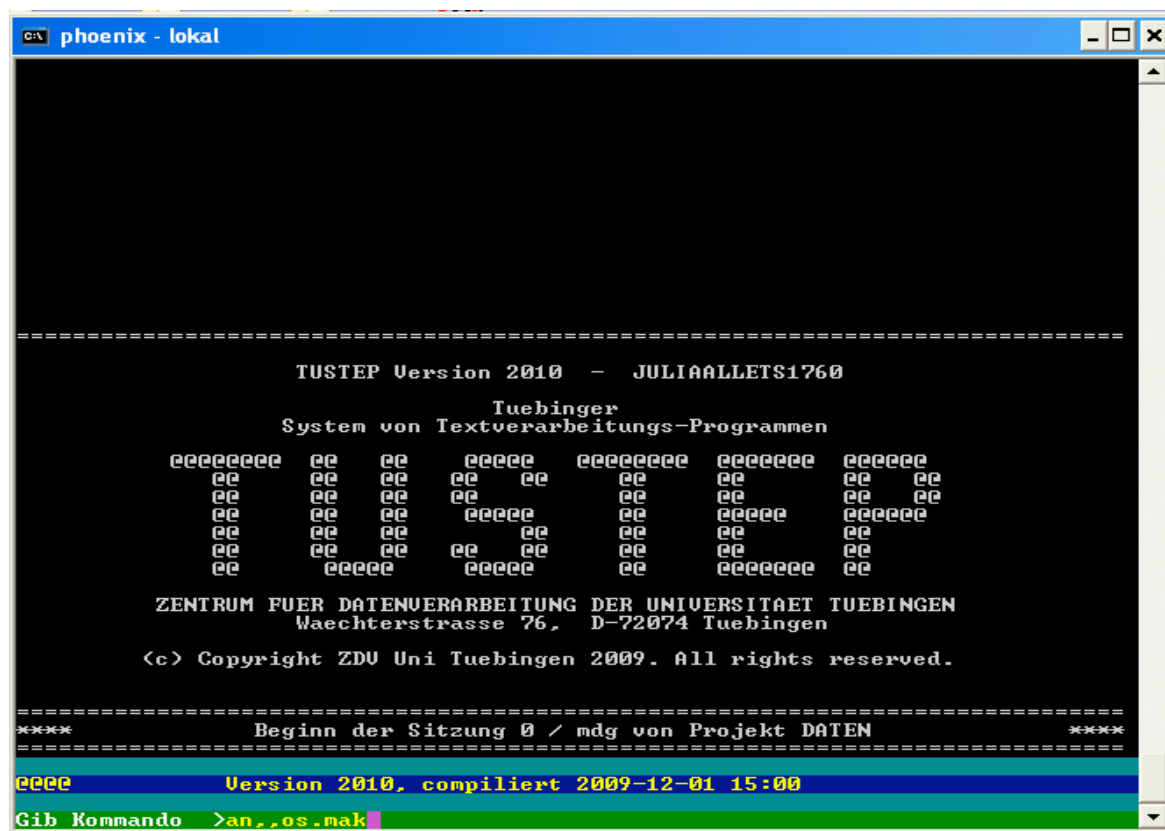 phoenix - lokal
========================================================================
TUSTEP Version 2010 - JULIAALLETS1760
Tuebinger
System von Textverarbeitungs-Programmen
@@@@@@@@ @@ @@ @@@@@ @@@@@@@@ @@@@@@@ @@@@@@
@@ @@ @@ @@ @@ @@ @@ @@ @@
@@ @@ @@ @@ @@ @@ @@ @@
@@ @@ @@ @@@@@ @@ @@@@@ @@@@@@
@@ @@ @@ @@ @@ @@ @@
@@ @@ @@ @@ @@ @@ @@ @@
@@ @@@@@ @@@@@ @@ @@@@@@@ @@
ZENTRUM FUER DATENVERARBEITUNG DER UNIVERSITAET TUEBINGEN
Waechterstrasse 76, D-72074 Tuebingen
(c) Copyright ZDV Uni Tuebingen 2009. All rights reserved.
========================================================================
**** Beginn der Sitzung 0 / mdg von Projekt DATEN ****
========================================================================
@@@@ Version 2010, compiliert 2009-12-01 15:00
Gib Kommando >an,,os.mak